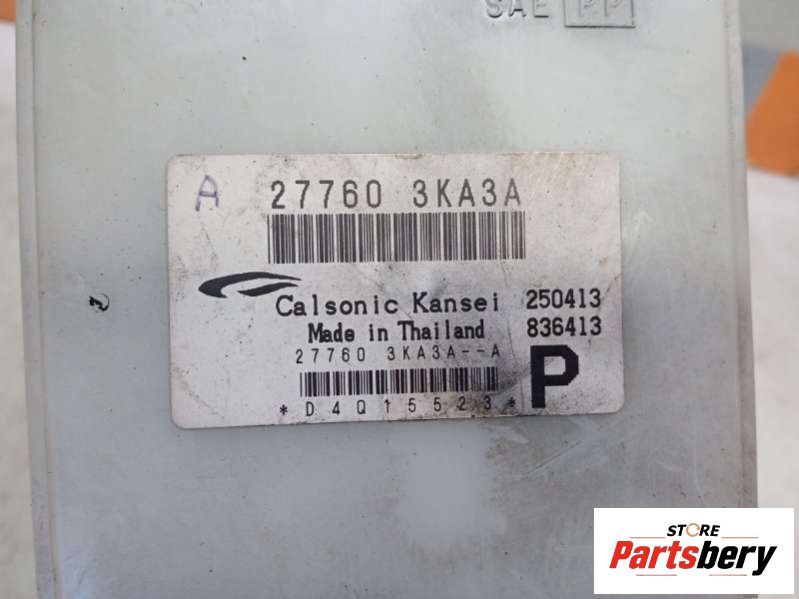 SAE PP
A 27760 3KA3A
Calsonic Kansei 250413
Made in Thailand 836413
27760 3KA3A--A
P
*D4Q15523*
STORE
Partsbery